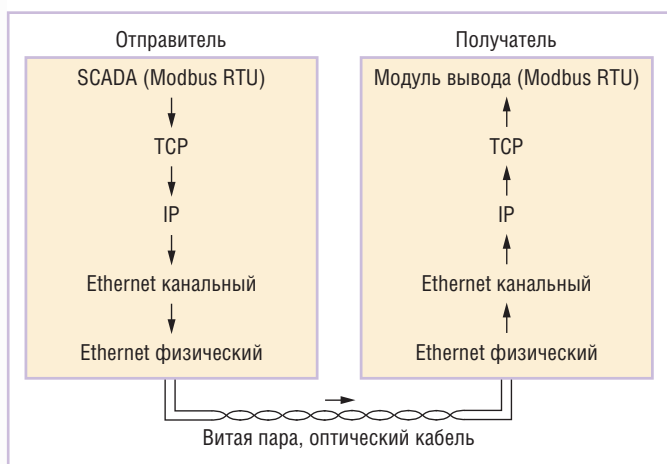 Отправитель
SCADA (Modbus RTU)
TCP
IP
Ethernet канальный
Ethernet физический
Получатель
Модуль вывода (Modbus RTU)
TCP
IP
Ethernet канальный
Ethernet физический
Витая пара, оптический кабель